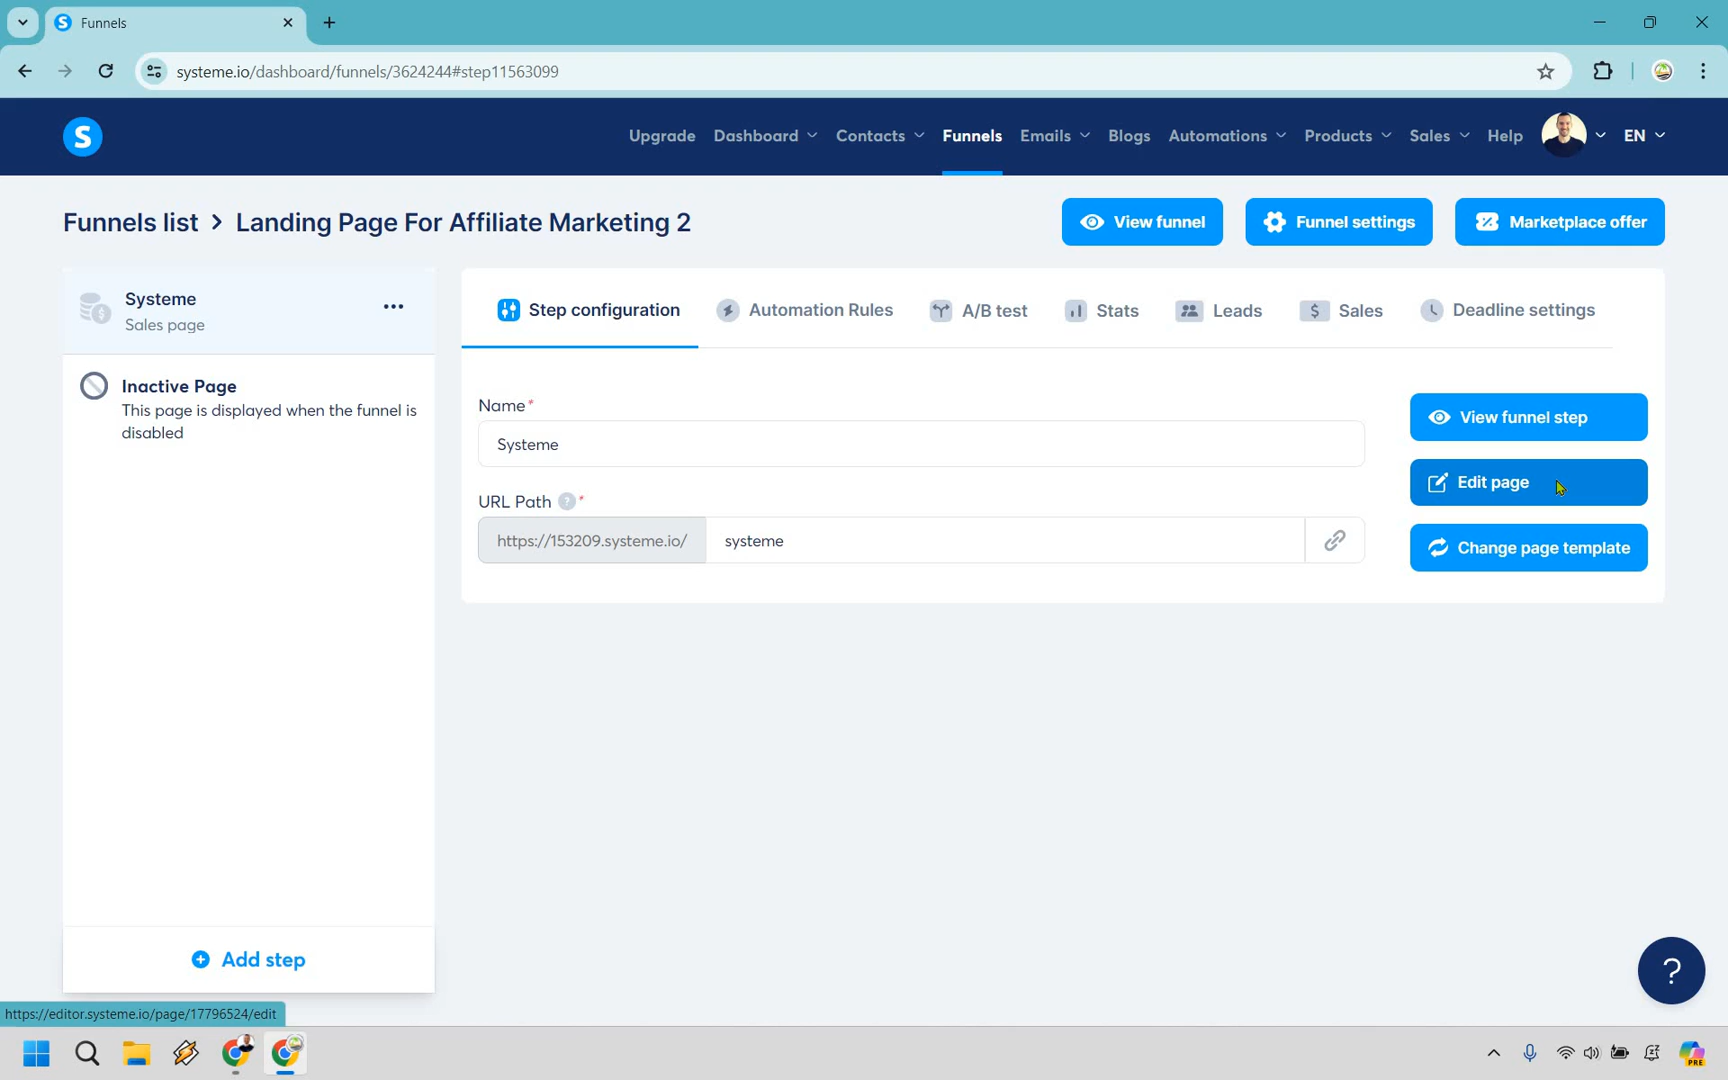 Funnels
systeme.io/dashboard/funnels/3624244#step11563099
S
Upgrade Dashboard Contacts Funnels Emails Blogs Automations Products Sales Help EN
Funnels list > Landing Page For Affiliate Marketing 2
View funnel
Funnel settings
Marketplace offer
Systeme
Sales page
Inactive Page
This page is displayed when the funnel is
disabled
Add step
Step configuration
Automation Rules
A/B test
Stats
Leads
Sales
Deadline settings
Name*
Systeme
URL Path ? *
https://153209.systeme.io/
systeme
View funnel step
Edit page
Change page template
?
https://editor.systeme.io/page/17796524/edit
PRE